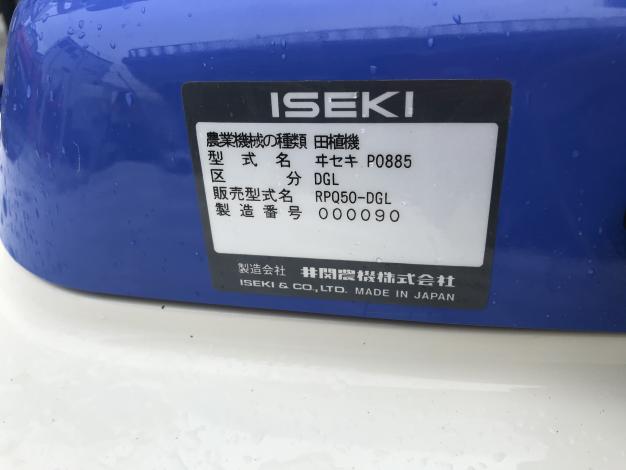 ISEKI
農業機械の種類 田植機
型式名 ヰセキ P0885
区分 DGL
販売型式名 RPQ50-DGL
製造番号 000090
製造会社 井関農機株式会社
ISEKI & CO., LTD. MADE IN JAPAN